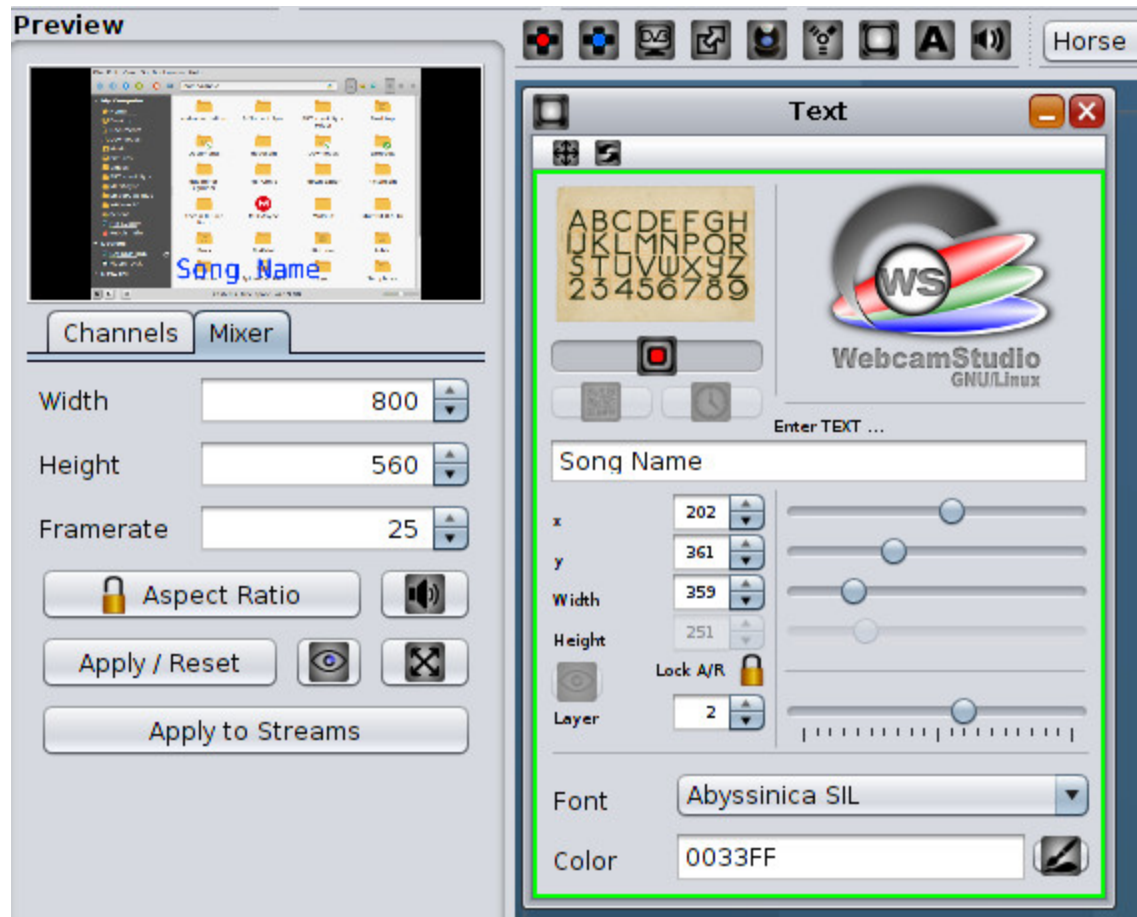 Preview
Song Name
Channels
Mixer
Width
800
Height
560
Framerate
25
Aspect Ratio
Apply / Reset
Apply to Streams
DVB
A
Horse
Text
ABCDEFGH
IJKLMNPQR
STUVWXYZ
23456789
WS
WebcamStudio
GNU/Linux
Enter TEXT ...
Song Name
x
202
y
361
Width
359
Height
251
Lock A/R
Layer
2
Font
Abyssinica SIL
Color
0033FF